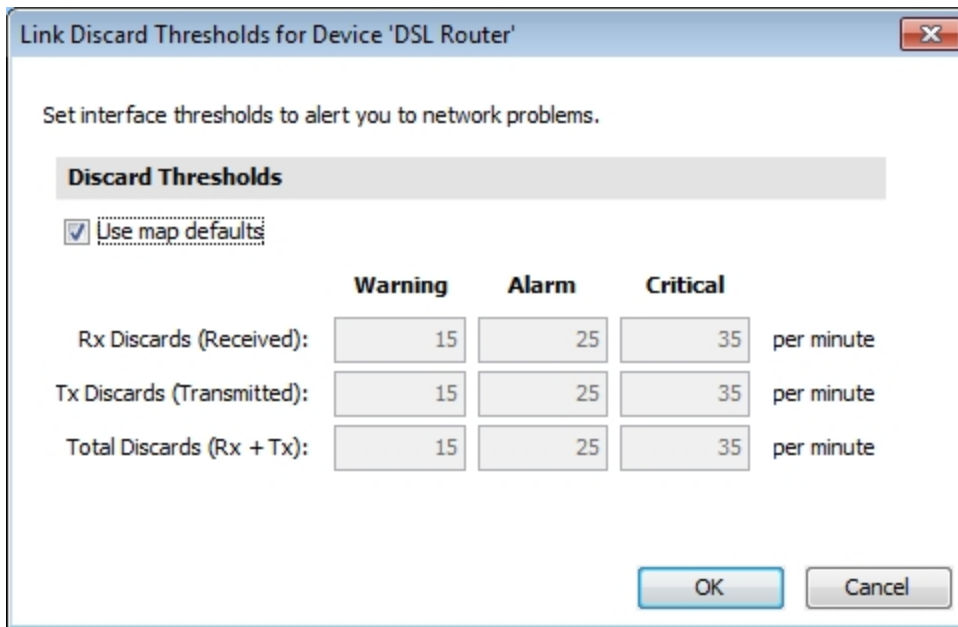 Link Discard Thresholds for Device 'DSL Router'
Set interface thresholds to alert you to network problems.
Discard Thresholds
Use map defaults
Warning Alarm Critical
Rx Discards (Received): 15 25 35 per minute
Tx Discards (Transmitted): 15 25 35 per minute
Total Discards (Rx + Tx): 15 25 35 per minute
OK Cancel